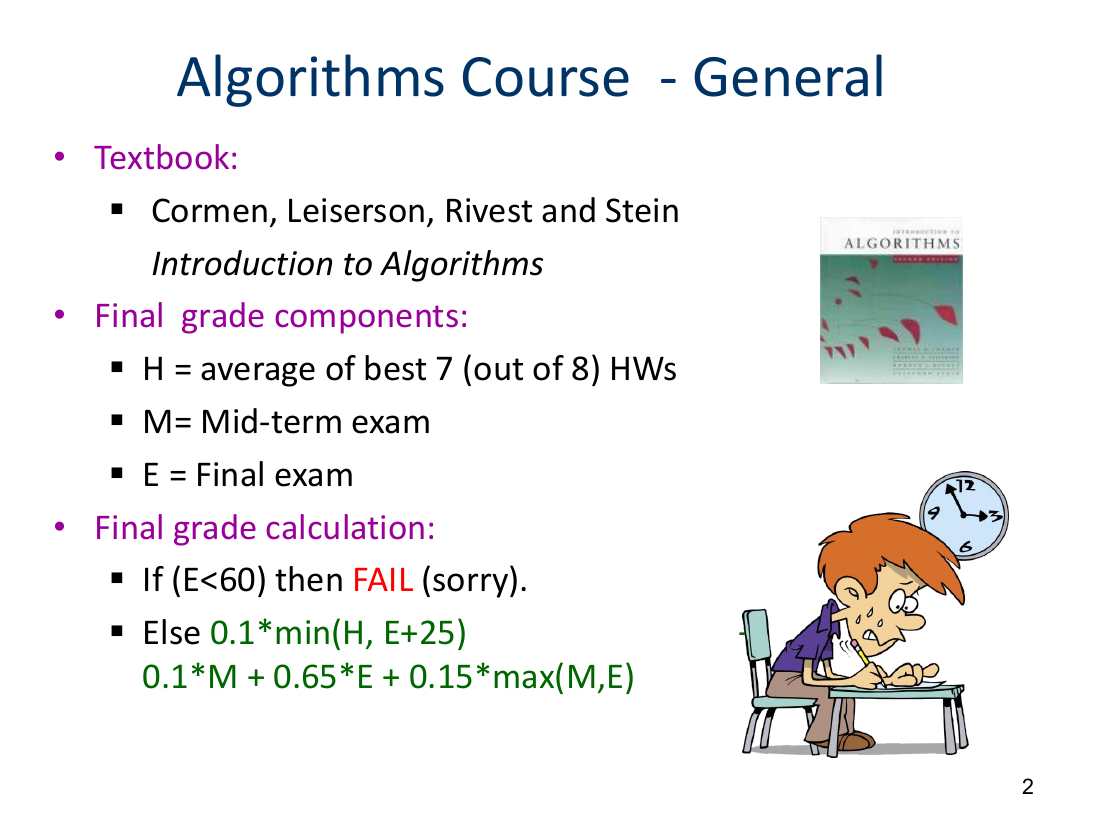 Algorithms Course - General
• Textbook:
▪ Cormen, Leiserson, Rivest and Stein
Introduction to Algorithms
INTRODUCTION TO
ALGORITHMS
SECOND EDITION
• Final grade components:
▪ H = average of best 7 (out of 8) HWs
▪ M= Mid-term exam
▪ E = Final exam
• Final grade calculation:
12
9 3
6
▪ If (E<60) then FAIL (sorry).
▪ Else 0.1*min(H, E+25)
0.1*M + 0.65*E + 0.15*max(M,E)
2